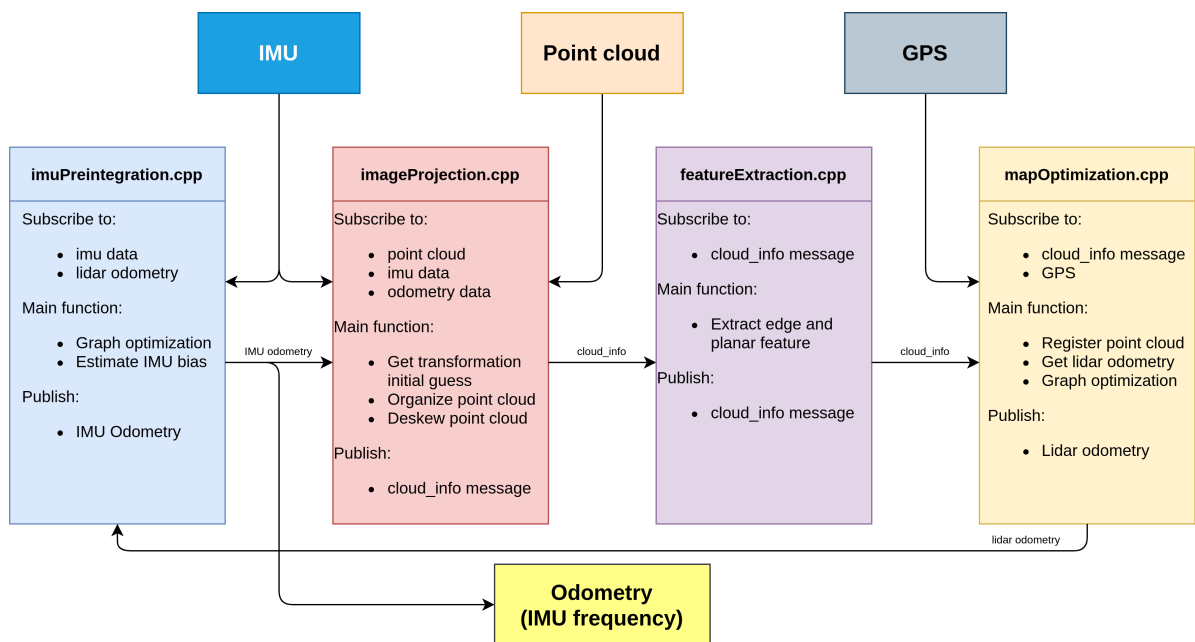 IMU
Point cloud
GPS
imuPreintegration.cpp
Subscribe to:
• imu data
• lidar odometry
Main function:
• Graph optimization
• Estimate IMU bias
Publish:
• IMU Odometry
IMU odometry
imageProjection.cpp
Subscribe to:
• point cloud
• imu data
• odometry data
Main function:
• Get transformation
initial guess
• Organize point cloud
• Deskew point cloud
Publish:
• cloud_info message
cloud_info
featureExtraction.cpp
Subscribe to:
• cloud_info message
Main function:
• Extract edge and
planar feature
Publish:
• cloud_info message
cloud_info
mapOptimization.cpp
Subscribe to:
• cloud_info message
• GPS
Main function:
• Register point cloud
• Get lidar odometry
• Graph optimization
Publish:
• Lidar odometry
lidar odometry
Odometry
(IMU frequency)